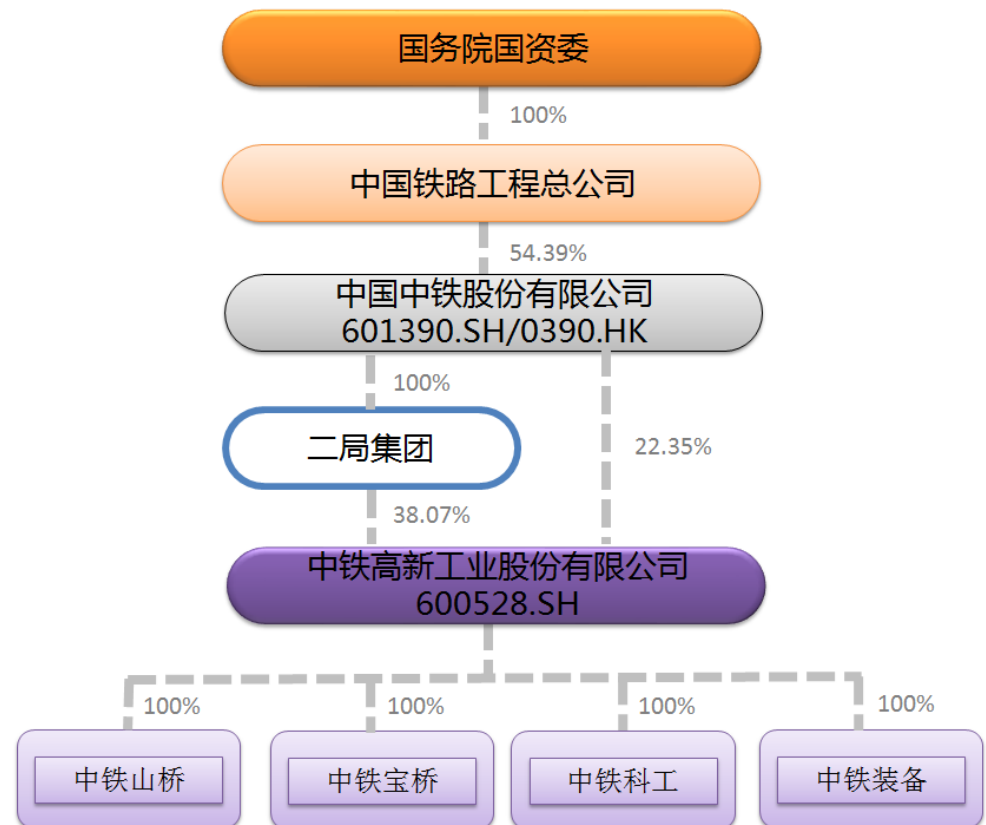 国务院国资委
100%
中国铁路工程总公司
54.39%
中国中铁股份有限公司
601390.SH/0390.HK
100%
二局集团
22.35%
38.07%
中铁高新工业股份有限公司
600528.SH
100%
100%
100%
100%
中铁山桥
中铁宝桥
中铁科工
中铁装备